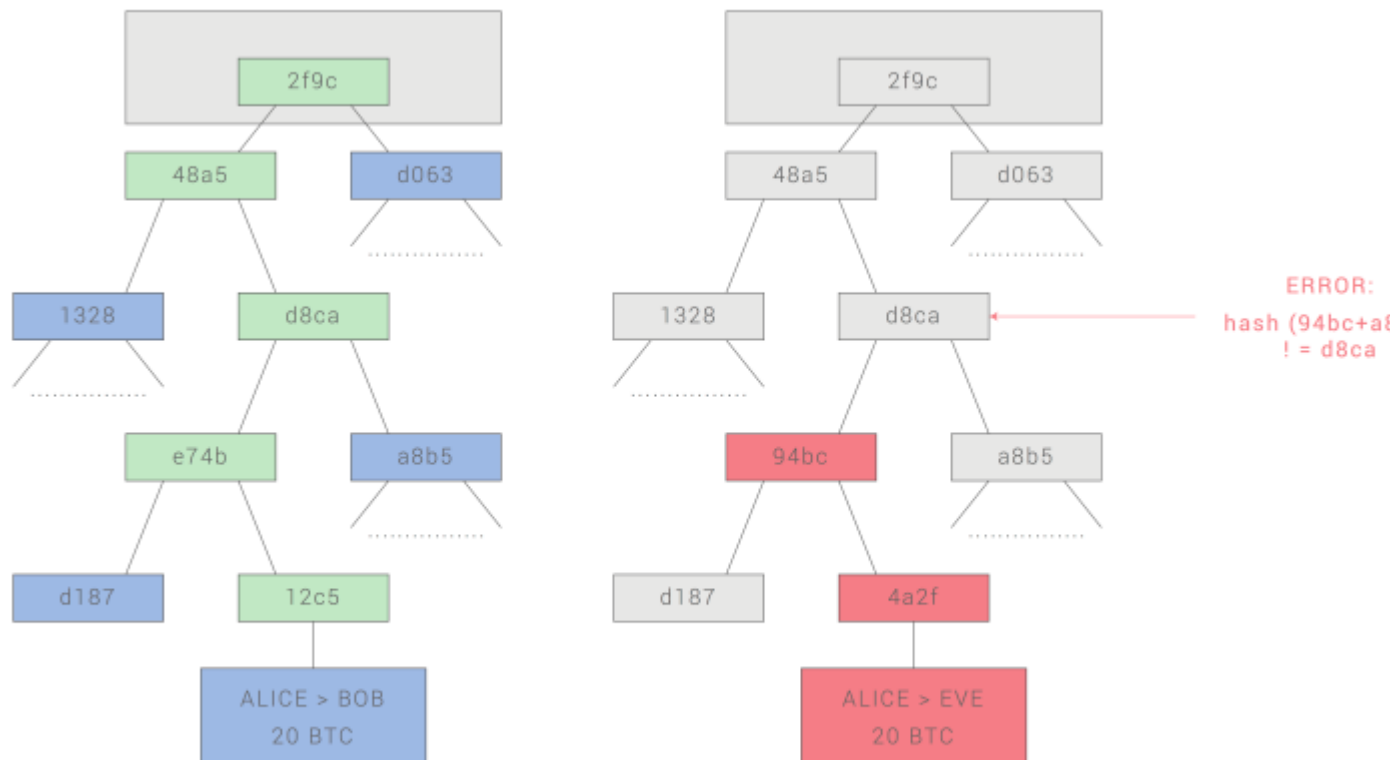 2f9c
48a5
d063
1328
d8ca
e74b
a8b5
d187
12c5
ALICE > BOB
20 BTC
2f9c
48a5
d063
1328
d8ca
94bc
a8b5
d187
4a2f
ALICE > EVE
20 BTC
ERROR:
hash (94bc+a8
! = d8ca